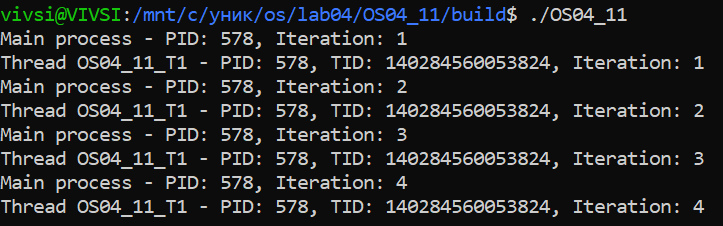 vivsi@VIVSI:/mnt/c/уник/os/lab04/OS04_11/build$ ./OS04_11
Main process - PID: 578, Iteration: 1
Thread OS04_11_T1 - PID: 578, TID: 140284560053824, Iteration: 1
Main process - PID: 578, Iteration: 2
Thread OS04_11_T1 - PID: 578, TID: 140284560053824, Iteration: 2
Main process - PID: 578, Iteration: 3
Thread OS04_11_T1 - PID: 578, TID: 140284560053824, Iteration: 3
Main process - PID: 578, Iteration: 4
Thread OS04_11_T1 - PID: 578, TID: 140284560053824, Iteration: 4